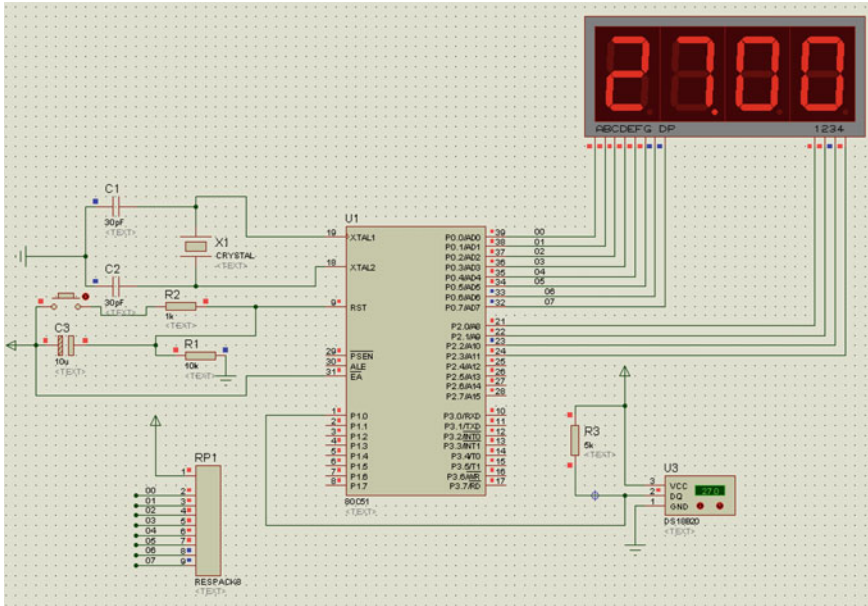 27.00
ABCDEFG DP
1234
C1
30pF
<TEXT>
X1
CRYSTAL
<TEXT>
C2
30pF
<TEXT>
R2
1k
<TEXT>
C3
10u
<TEXT>
R1
10k
<TEXT>
U1
19 XTAL1
18 XTAL2
9 RST
29 PSEN
30 ALE
31 EA
1 P1.0
2 P1.1
3 P1.2
4 P1.3
5 P1.4
6 P1.5
7 P1.6
8 P1.7
P0.0/AD0 39 00
P0.1/AD1 38 01
P0.2/AD2 37 02
P0.3/AD3 36 03
P0.4/AD4 35 04
P0.5/AD5 34 05
P0.6/AD6 33 06
P0.7/AD7 32 07
P2.0/A8 21
P2.1/A9 22
P2.2/A10 23
P2.3/A11 24
P2.4/A12 25
P2.5/A13 26
P2.6/A14 27
P2.7/A15 28
P3.0/RXD 10
P3.1/TXD 11
P3.2/INT0 12
P3.3/INT1 13
P3.4/T0 14
P3.5/T1 15
P3.6/WR 16
P3.7/RD 17
80C51
<TEXT>
RP1
1
00 2
01 3
02 4
03 5
04 6
05 7
06 8
07 9
RESPACK8
<TEXT>
R3
5k
<TEXT>
U3
3 VCC
2 DQ
1 GND
27.0
DS18B20
<TEXT>